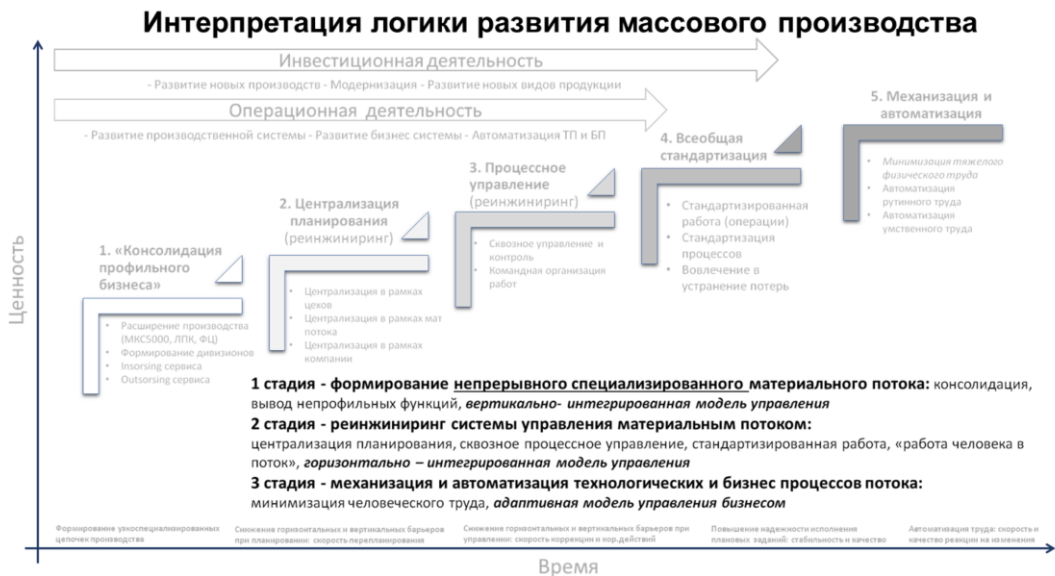 Интерпретация логики развития массового производства
Инвестиционная деятельность
- Развитие новых производств - Модернизация - Развитие новых видов продукции
Операционная деятельность
- Развитие производственной системы - Развитие бизнес системы - Автоматизация ТП и БП
Ценность
1. «Консолидация
профильного
бизнеса»
• Расширение производства
(МКС5000, ЛПК, ФЦ)
• Формирование дивизионов
• Insorsing сервиса
• Outsorsing сервиса
2. Централизация
планирования
(реинжиниринг)
• Централизация в рамках
цехов
• Централизация в рамках мат
потока
• Централизация в рамках
компании
3. Процессное
управление
(реинжиниринг)
• Сквозное управление и
контроль
• Командная организация
работ
4. Всеобщая
стандартизация
• Стандартизированная
работа (операции)
• Стандартизация
процессов
• Вовлечение в
устранение потерь
5. Механизация и
автоматизация
• Минимизация тяжелого
физического труда
• Автоматизация
рутинного труда
• Автоматизация
умственного труда
1 стадия - формирование непрерывного специализированного материального потока: консолидация,
вывод непрофильных функций, вертикально- интегрированная модель управления
2 стадия - реинжиниринг системы управления материальным потоком:
централизация планирования, сквозное процессное управление, стандартизированная работа, «работа человека в
поток», горизонтально – интегрированная модель управления
3 стадия - механизация и автоматизация технологических и бизнес процессов потока:
минимизация человеческого труда, адаптивная модель управления бизнесом
Формирование узкоспециализированных
цепочек производства
Снижение горизонтальных и вертикальных барьеров
при планировании: скорость перепланирования
Снижение горизонтальных и вертикальных барьеров при
управлении: скорость коррекции и кор.действий
Повышение надежности исполнения
плановых заданий: стабильность и качество
Автоматизация труда: скорость и
качество реакции на изменения
Время